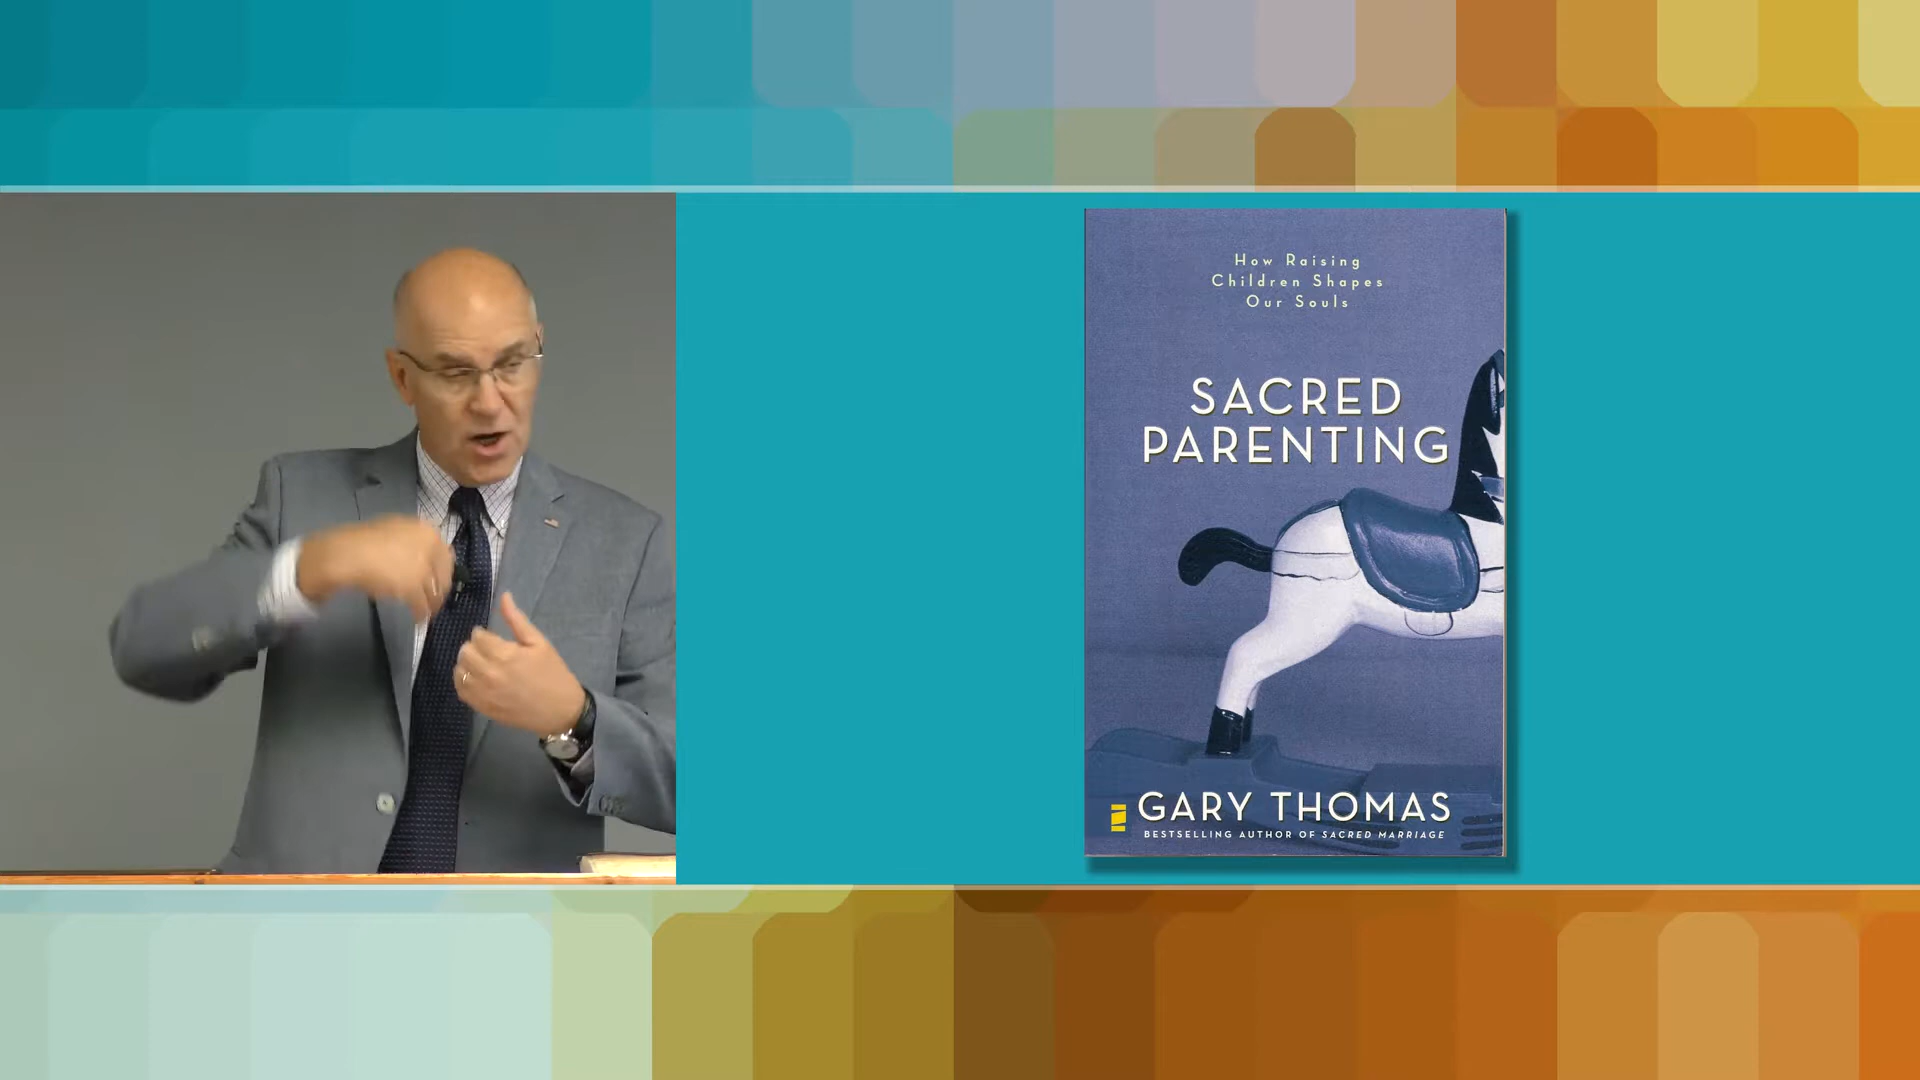 How Raising
Children Shapes
Our Souls
SACRED
PARENTING
GARY THOMAS
BESTSELLING AUTHOR OF SACRED MARRIAGE